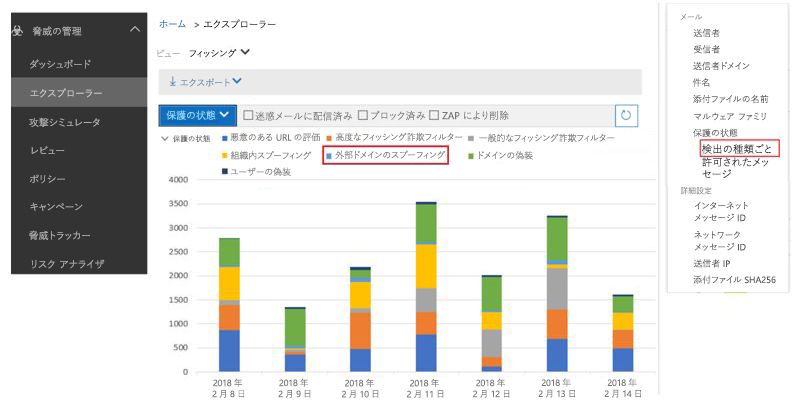 脅威の管理
ダッシュボード
エクスプローラー
攻撃シミュレータ
レビュー
ポリシー
キャンペーン
脅威トラッカー
リスク アナライザ
ホーム > エクスプローラー
ビュー フィッシング
エクスポート
保護の状態 迷惑メールに配信済み ブロック済み ZAP により削除
保護の状態 悪意のある URL の評価 高度なフィッシング詐欺フィルター 一般的なフィッシング詐欺フィルター
組織内スプーフィング 外部ドメインのスプーフィング ドメインの偽装
ユーザーの偽装
4000
3500
3000
2500
2000
1500
1000
500
0
2018 年 2018 年 2018 年 2018 年 2018 年 2018 年 2018 年
2 月 8 日 2 月 9 日 2 月 10 日 2 月 11 日 2 月 12 日 2 月 13 日 2 月 14 日
メール
送信者
受信者
送信者ドメイン
件名
添付ファイルの名前
マルウェア ファミリ
保護の状態
検出の種類ごと
許可されたメッ
セージ
詳細設定
インターネット
メッセージ ID
ネットワーク
メッセージ ID
送信者 IP
添付ファイル SHA256